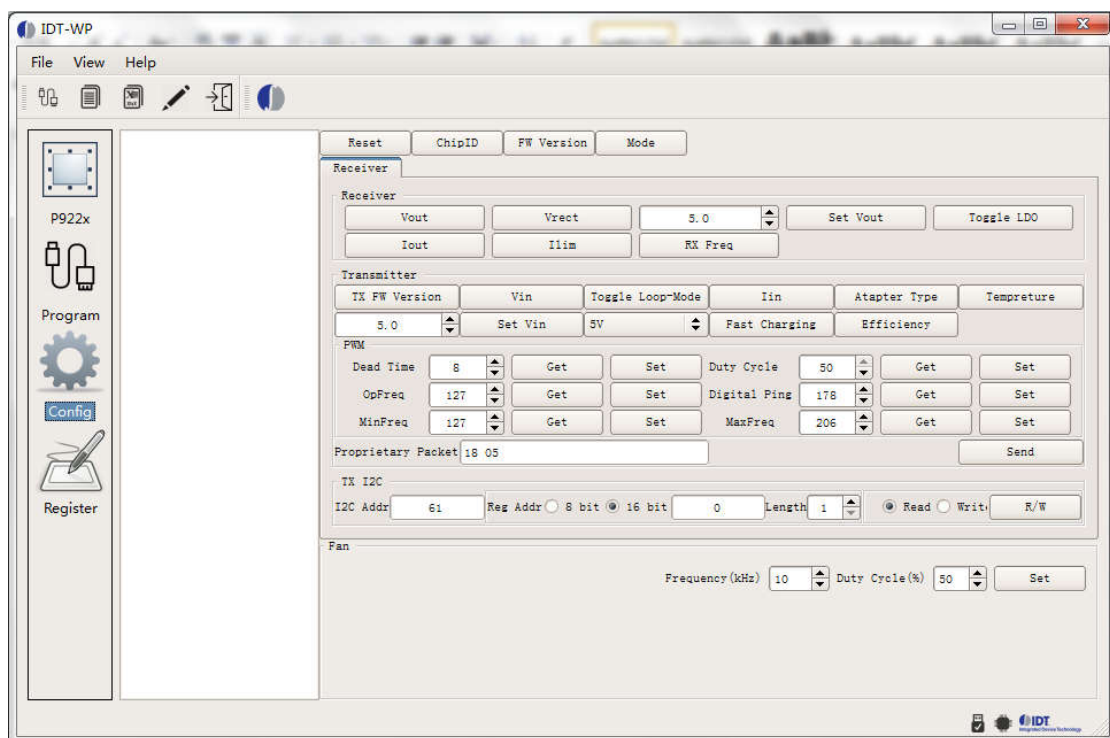 IDT-WP
File View Help
Reset ChipID FW Version Mode
Receiver
P922x
Program
Config
Register
Receiver
Vout Vrect 5.0 Set Vout Toggle LDO
Iout Ilim RX Freq
Transmitter
TX FW Version Vin Toggle Loop-Mode Iin Atapter Type Tempreture
5.0 Set Vin 5V Fast Charging Efficiency
PWM
Dead Time 8 Get Set Duty Cycle 50 Get Set
OpFreq 127 Get Set Digital Ping 178 Get Set
MinFreq 127 Get Set MaxFreq 206 Get Set
Proprietary Packet 18 05 Send
TX I2C
I2C Addr 61 Reg Addr 8 bit 16 bit 0 Length 1 Read Writ R/W
Fan
Frequency(kHz) 10 Duty Cycle(%) 50 Set
IDT
Integrated Device Technology